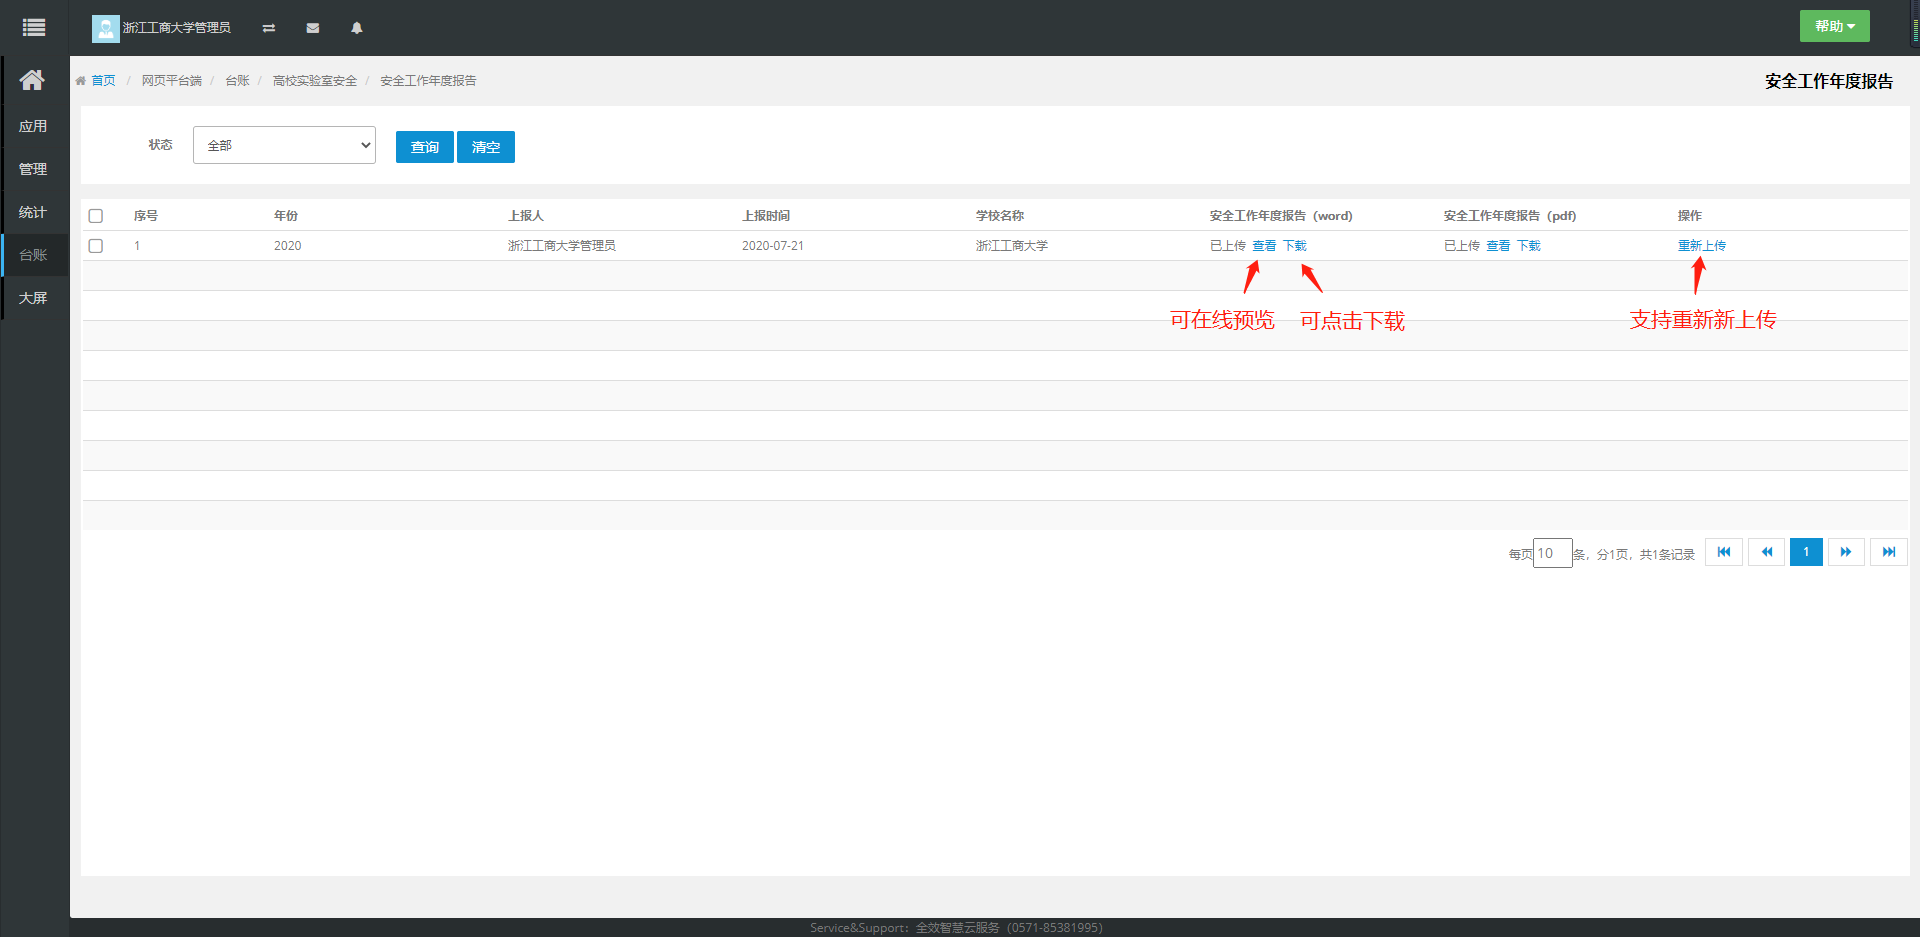 浙江工商大学管理员
帮助
首页 / 网页平台端 / 台账 / 高校实验室安全 / 安全工作年度报告
安全工作年度报告
应用
管理
统计
台账
大屏
状态 全部 查询 清空
序号 年份 上报人 上报时间 学校名称 安全工作年度报告（word） 安全工作年度报告（pdf） 操作
1 2020 浙江工商大学管理员 2020-07-21 浙江工商大学 已上传 查看 下载 已上传 查看 下载 重新上传
可在线预览 可点击下载 支持重新新上传
每页10条，分1页，共1条记录 1
Service&Support：全效智慧云服务（0571-85381995）